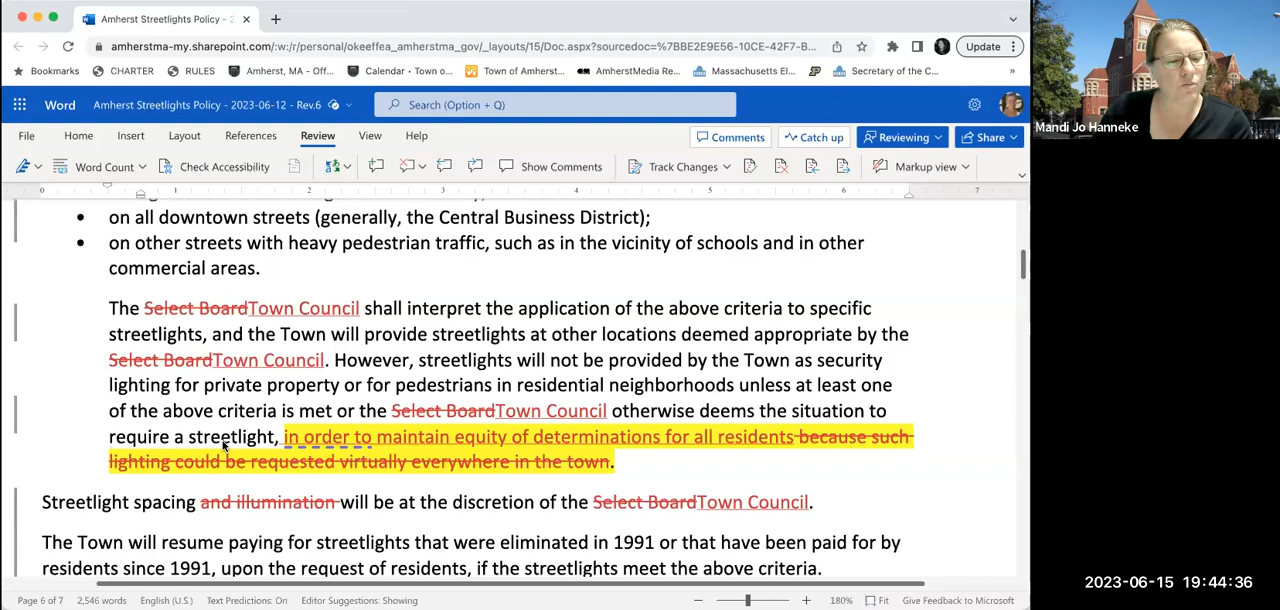 Amherst Streetlights Policy - 2
amherstma-my.sharepoint.com/:w:/r/personal/okeeffea_amherstma_gov/_layouts/15/Doc.aspx?sourcedoc=%7BBE2E9E56-10CE-42F7-B...
Update
Bookmarks CHARTER RULES Amherst, MA - Off... Calendar · Town o... Town of Amherst... AmherstMedia Re... Massachusetts El... Secretary of the C... »
Word Amherst Streetlights Policy - 2023-06-12 - Rev.6 Search (Option + Q)
File Home Insert Layout References Review View Help Comments Catch up Reviewing Share
Word Count Check Accessibility Show Comments Track Changes Markup view
0 1 2 3 4 5 6 7
• on all downtown streets (generally, the Central Business District);
• on other streets with heavy pedestrian traffic, such as in the vicinity of schools and in other
commercial areas.
The Select BoardTown Council shall interpret the application of the above criteria to specific
streetlights, and the Town will provide streetlights at other locations deemed appropriate by the
Select BoardTown Council. However, streetlights will not be provided by the Town as security
lighting for private property or for pedestrians in residential neighborhoods unless at least one
of the above criteria is met or the Select BoardTown Council otherwise deems the situation to
require a streetlight, in order to maintain equity of determinations for all residents because such
lighting could be requested virtually everywhere in the town.
Streetlight spacing and illumination will be at the discretion of the Select BoardTown Council.
The Town will resume paying for streetlights that were eliminated in 1991 or that have been paid for by
residents since 1991, upon the request of residents, if the streetlights meet the above criteria.
Page 6 of 7 2,546 words English (U.S.) Text Predictions: On Editor Suggestions: Showing 180% Fit Give Feedback to Microsoft
Mandi Jo Hanneke
2023-06-15 19:44:36